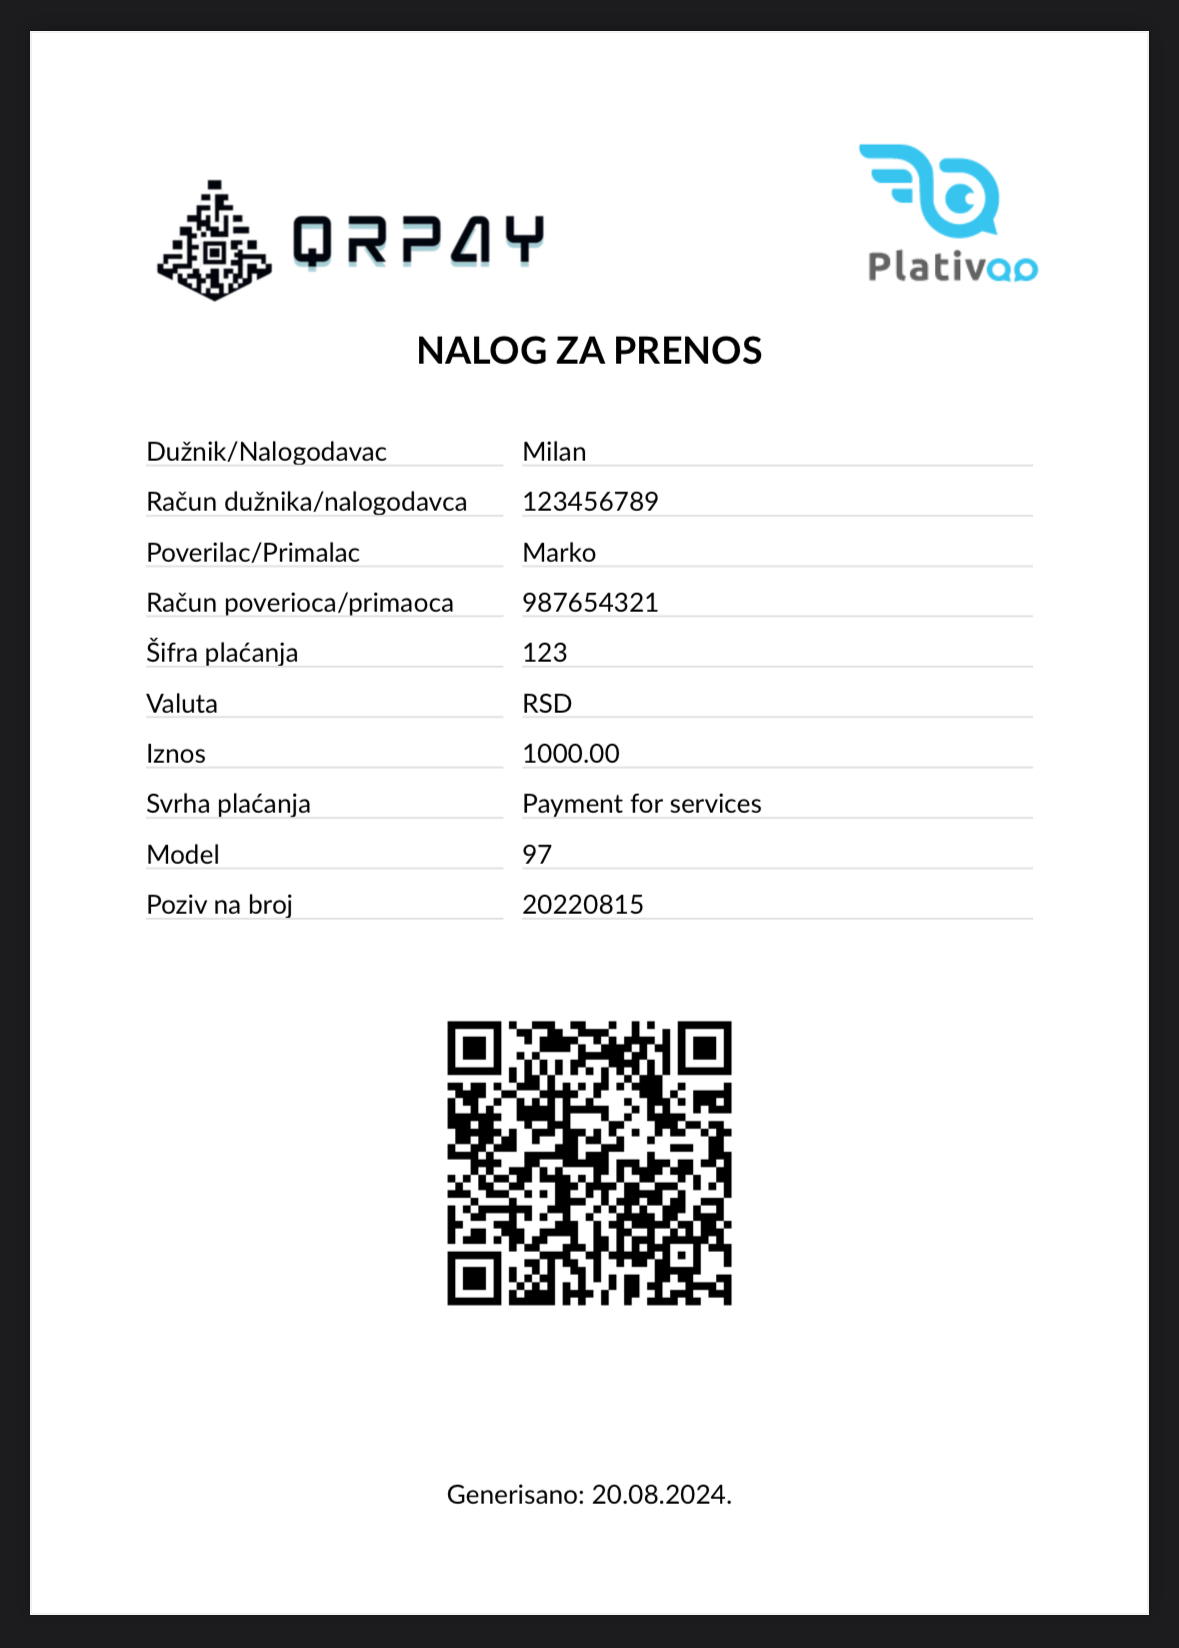 QRPAY
Plativoo
NALOG ZA PRENOS
Dužnik/Nalogodavac Milan
Račun dužnika/nalogodavca 123456789
Poverilac/Primalac Marko
Račun poverioca/primaoca 987654321
Šifra plaćanja 123
Valuta RSD
Iznos 1000.00
Svrha plaćanja Payment for services
Model 97
Poziv na broj 20220815
Generisano: 20.08.2024.